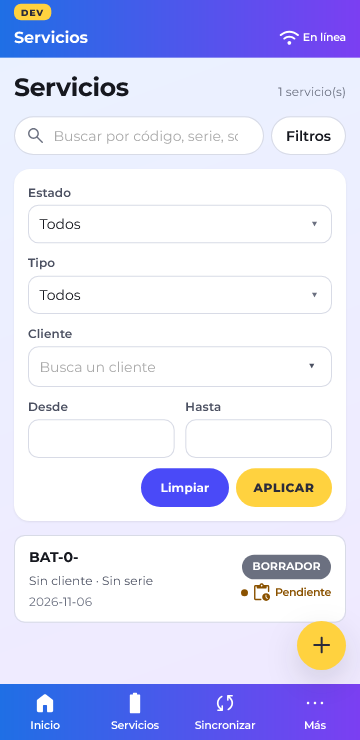 DEV
Servicios
En línea
Servicios
1 servicio(s)
Buscar por código, serie, sc
Filtros
Estado
Todos
Tipo
Todos
Cliente
Busca un cliente
Desde
Hasta
Limpiar
APLICAR
BAT-0-
BORRADOR
Sin cliente · Sin serie
Pendiente
2026-11-06
Inicio
Servicios
Sincronizar
Más